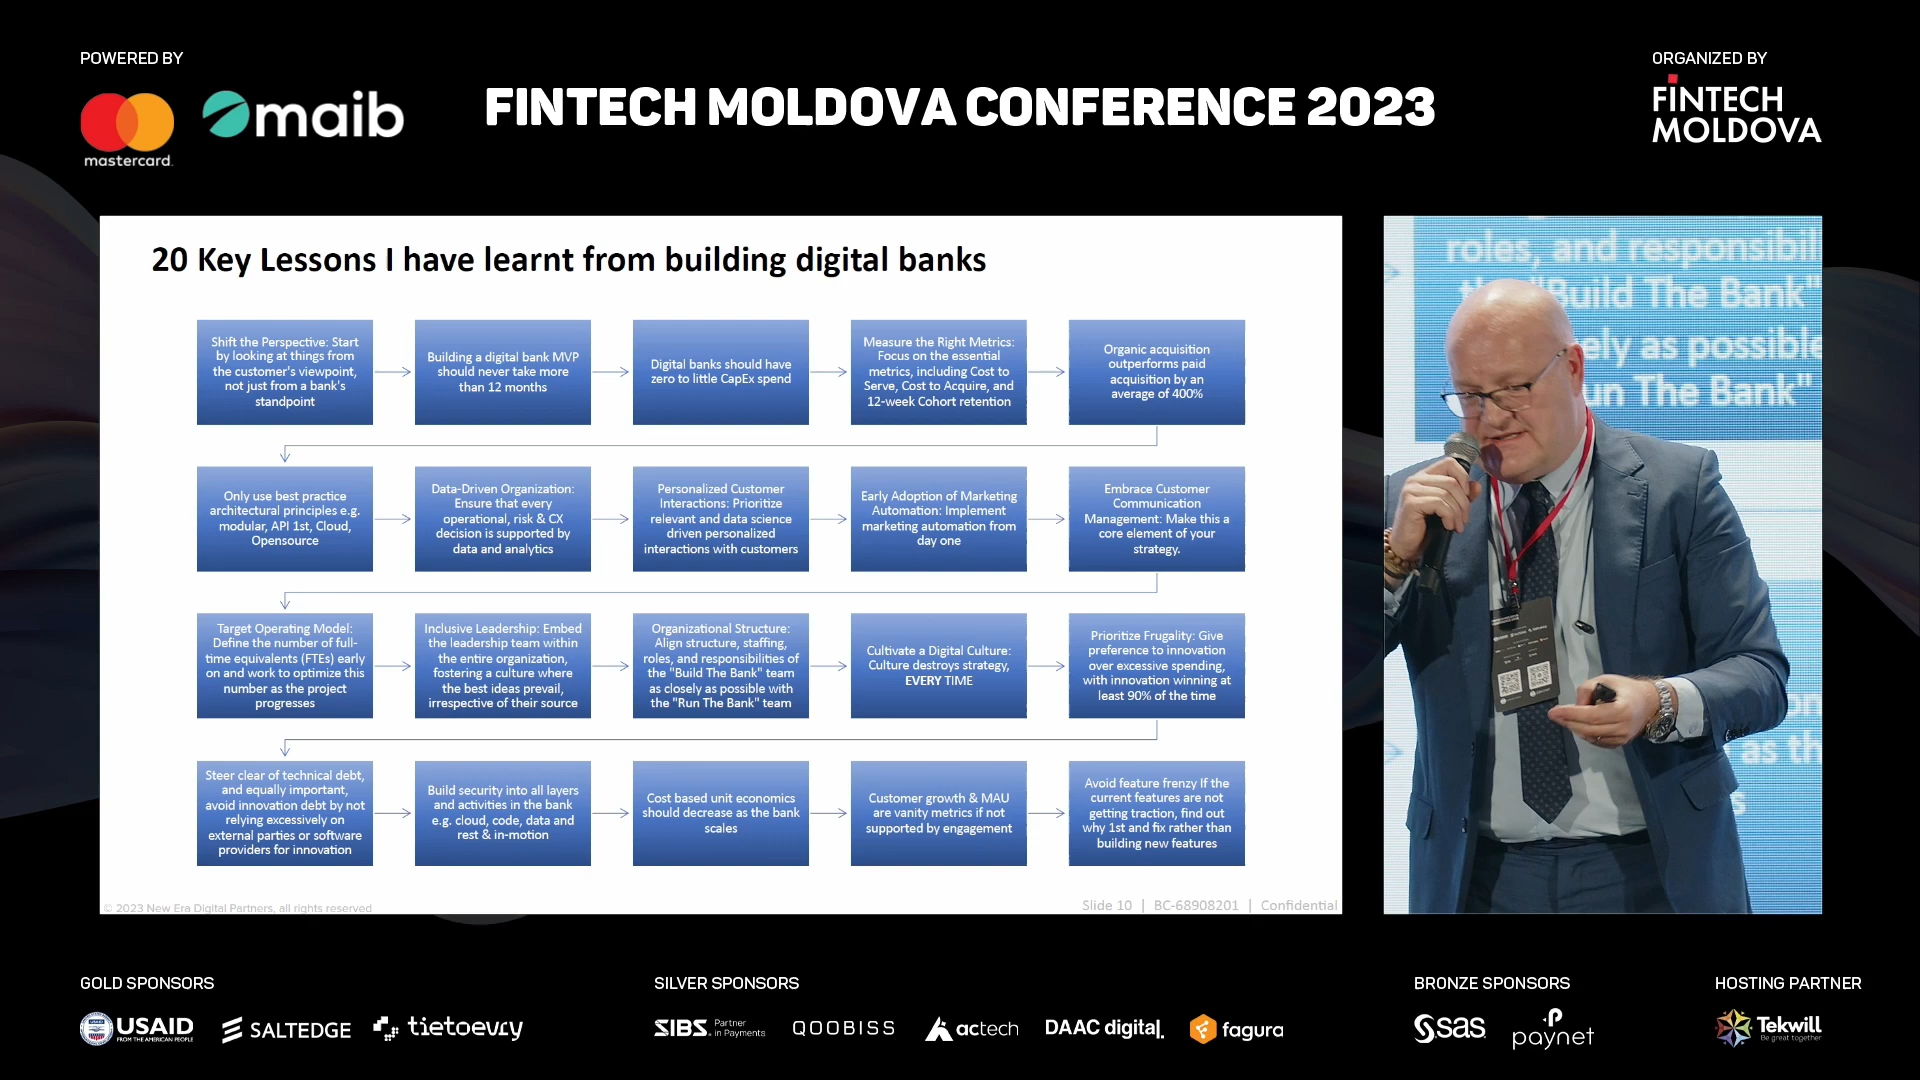 POWERED BY
mastercard.
maib
FINTECH MOLDOVA CONFERENCE 2023
ORGANIZED BY
FINTECH
MOLDOVA
20 Key Lessons I have learnt from building digital banks
Shift the Perspective: Start
by looking at things from
the customer's viewpoint,
not just from a bank's
standpoint
Building a digital bank MVP
should never take more
than 12 months
Digital banks should have
zero to little CapEx spend
Measure the Right Metrics:
Focus on the essential
metrics, including Cost to
Serve, Cost to Acquire, and
12-week Cohort retention
Organic acquisition
outperforms paid
acquisition by an
average of 400%
Only use best practice
architectural principles e.g.
modular, API 1st, Cloud,
Opensource
Data-Driven Organization:
Ensure that every
operational, risk & CX
decision is supported by
data and analytics
Personalized Customer
Interactions: Prioritize
relevant and data science
driven personalized
interactions with customers
Early Adoption of Marketing
Automation: Implement
marketing automation from
day one
Embrace Customer
Communication
Management: Make this a
core element of your
strategy.
Target Operating Model:
Define the number of full-
time equivalents (FTEs) early
on and work to optimize this
number as the project
progresses
Inclusive Leadership: Embed
the leadership team within
the entire organization,
fostering a culture where
the best ideas prevail,
irrespective of their source
Organizational Structure:
Align structure, staffing,
roles, and responsibilities of
the "Build The Bank" team
as closely as possible with
the "Run The Bank" team
Cultivate a Digital Culture:
Culture destroys strategy,
EVERY TIME
Prioritize Frugality: Give
preference to innovation
over excessive spending,
with innovation winning at
least 90% of the time
Steer clear of technical debt,
and equally important,
avoid innovation debt by not
relying excessively on
external parties or software
providers for innovation
Build security into all layers
and activities in the bank
e.g. cloud, code, data and
rest & in-motion
Cost based unit economics
should decrease as the bank
scales
Customer growth & MAU
are vanity metrics if not
supported by engagement
Avoid feature frenzy If the
current features are not
getting traction, find out
why 1st and fix rather than
building new features
© 2023 New Era Digital Partners, all rights reserved
Slide 10 | BC-68908201 | Confidential
roles, and responsibil
"Build The Bank"
ely as possible
un The Bank"
as th
GOLD SPONSORS
USAID
FROM THE AMERICAN PEOPLE
SALTEDGE
tietoevry
SILVER SPONSORS
SIBS. Partner
in Payments
QOOBISS
actech
DAAC digital.
fagura
BRONZE SPONSORS
sas
paynet
HOSTING PARTNER
Tekwill
Be great together